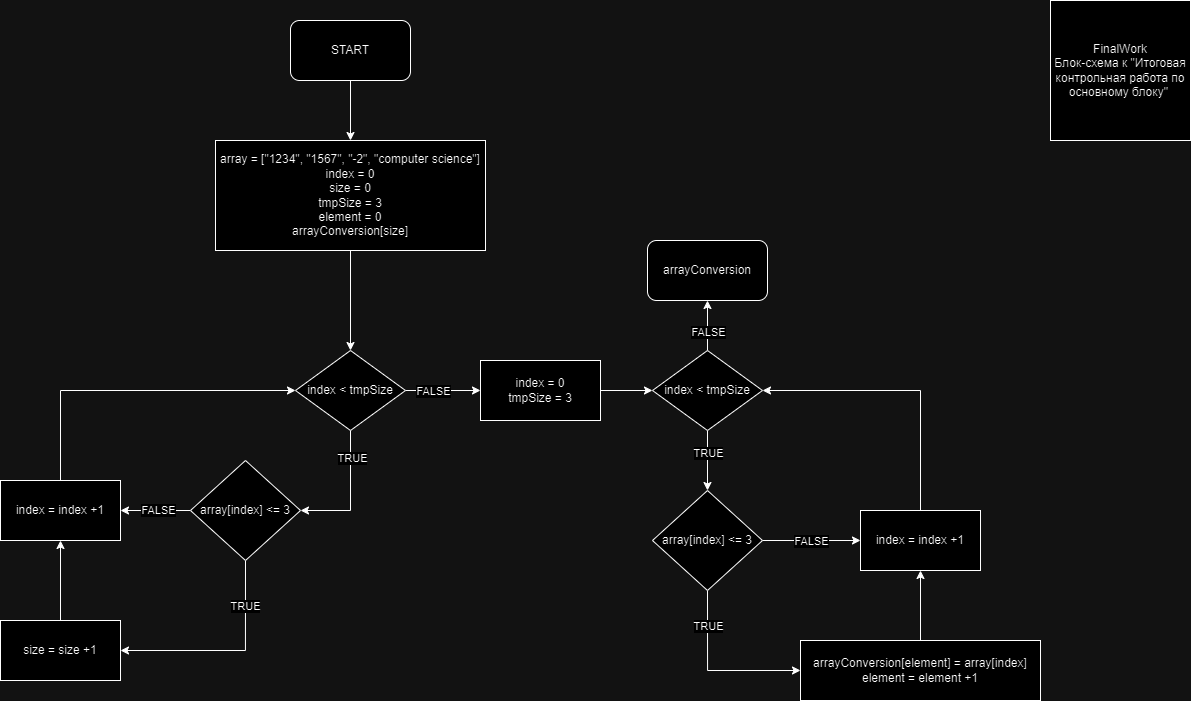 START
FinalWork
Блок-схема к "Итоговая
контрольная работа по
основному блоку"
array = ["1234", "1567", "-2", "computer science"]
index = 0
size = 0
tmpSize = 3
element = 0
arrayConversion[size]
arrayConversion
FALSE
index < tmpSize
FALSE
index = 0
tmpSize = 3
index < tmpSize
TRUE
TRUE
index = index +1
FALSE
array[index] <= 3
array[index] <= 3
FALSE
index = index +1
TRUE
TRUE
size = size +1
arrayConversion[element] = array[index]
element = element +1